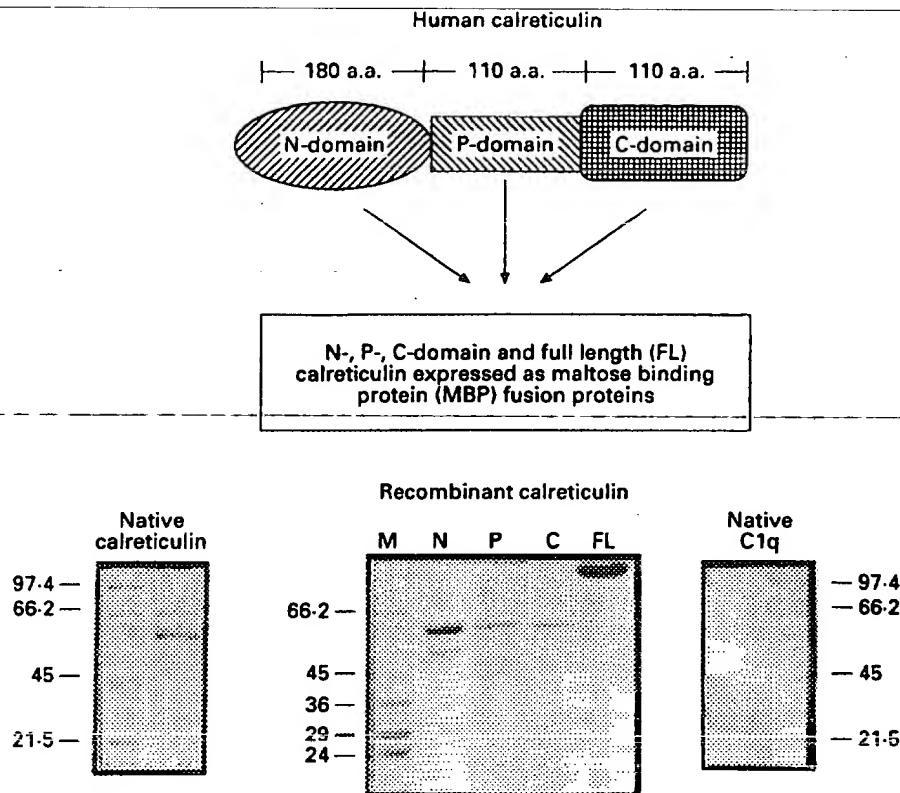 Human calreticulin
180 a.a. 110 a.a. 110 a.a.
N-domain P-domain C-domain
N-, P-, C-domain and full length (FL)
calreticulin expressed as maltose binding
protein (MBP) fusion proteins
Native
calreticulin
97·4
66·2
45
21·5
Recombinant calreticulin
M N P C FL
66·2
45
36
29
24
Native
C1q
97·4
66·2
45
21·5